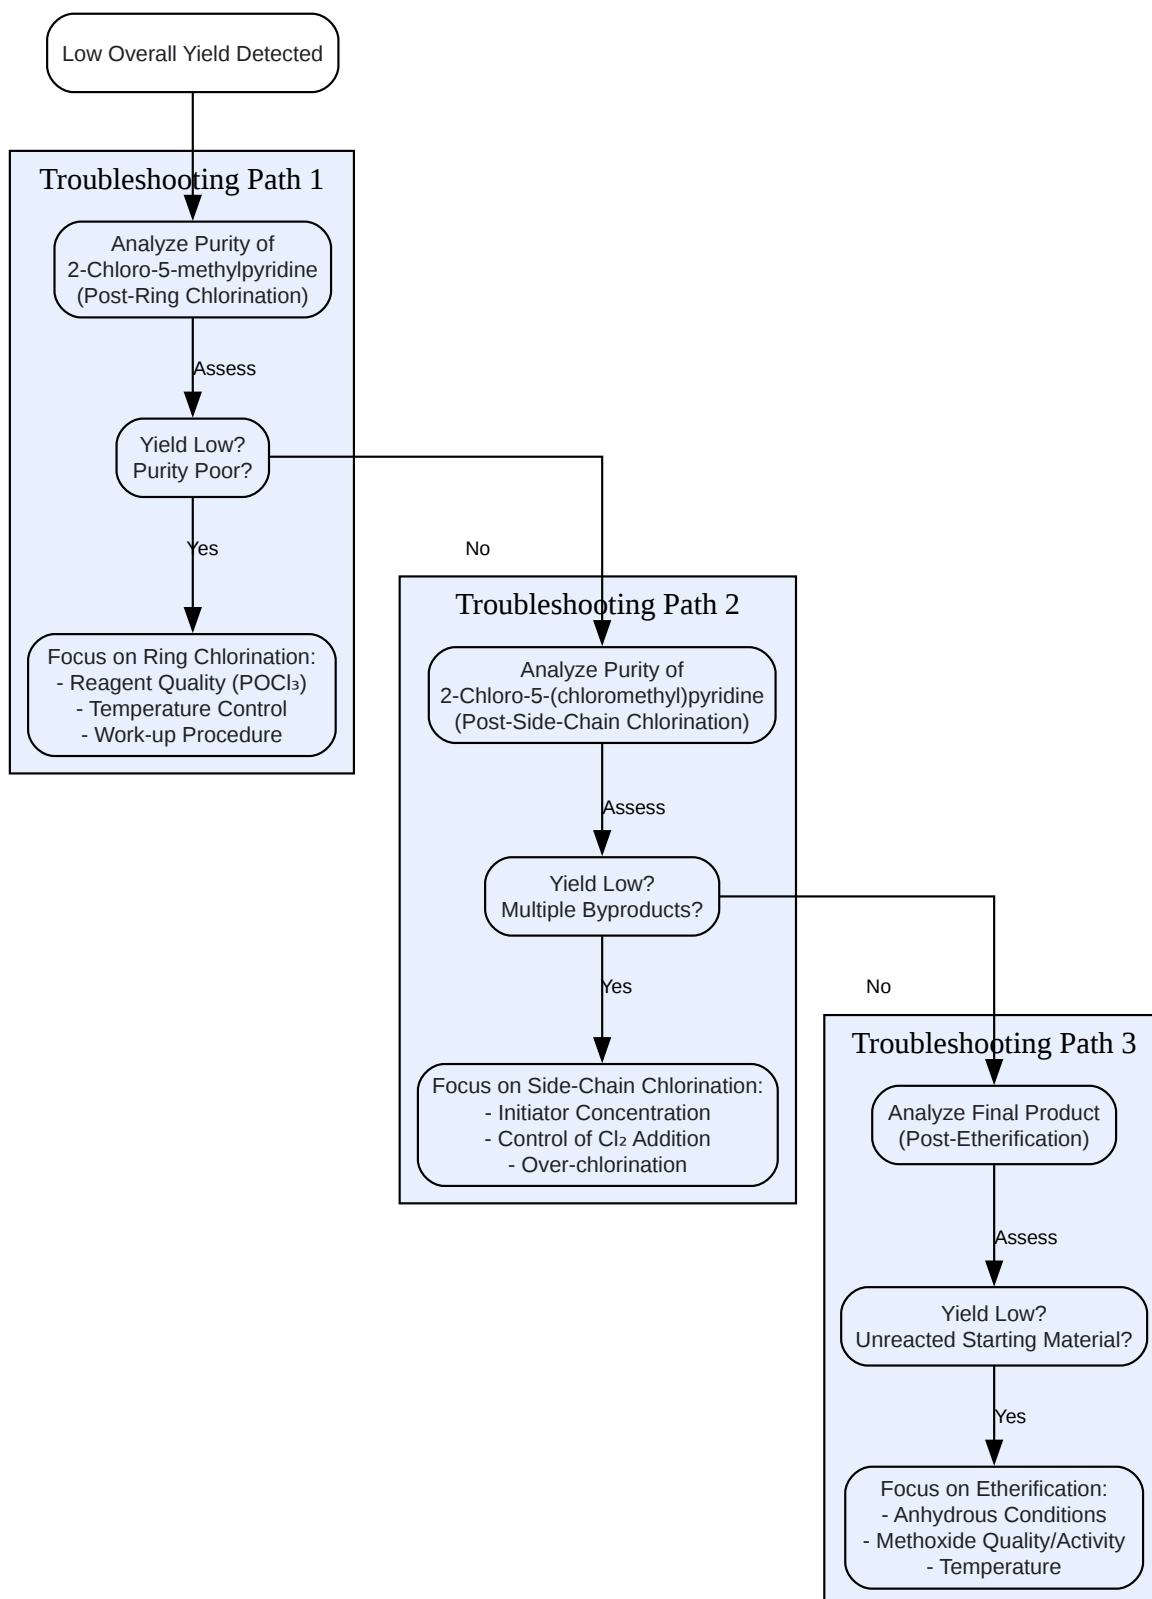 Low Overall Yield Detected
Troubleshooting Path 1
Analyze Purity of
2-Chloro-5-methylpyridine
(Post-Ring Chlorination)
Assess
Yield Low?
Purity Poor?
Yes
No
Focus on Ring Chlorination:
- Reagent Quality (POCl₃)
- Temperature Control
- Work-up Procedure
Troubleshooting Path 2
Analyze Purity of
2-Chloro-5-(chloromethyl)pyridine
(Post-Side-Chain Chlorination)
Assess
Yield Low?
Multiple Byproducts?
Yes
No
Focus on Side-Chain Chlorination:
- Initiator Concentration
- Control of Cl₂ Addition
- Over-chlorination
Troubleshooting Path 3
Analyze Final Product
(Post-Etherification)
Assess
Yield Low?
Unreacted Starting Material?
Yes
Focus on Etherification:
- Anhydrous Conditions
- Methoxide Quality/Activity
- Temperature